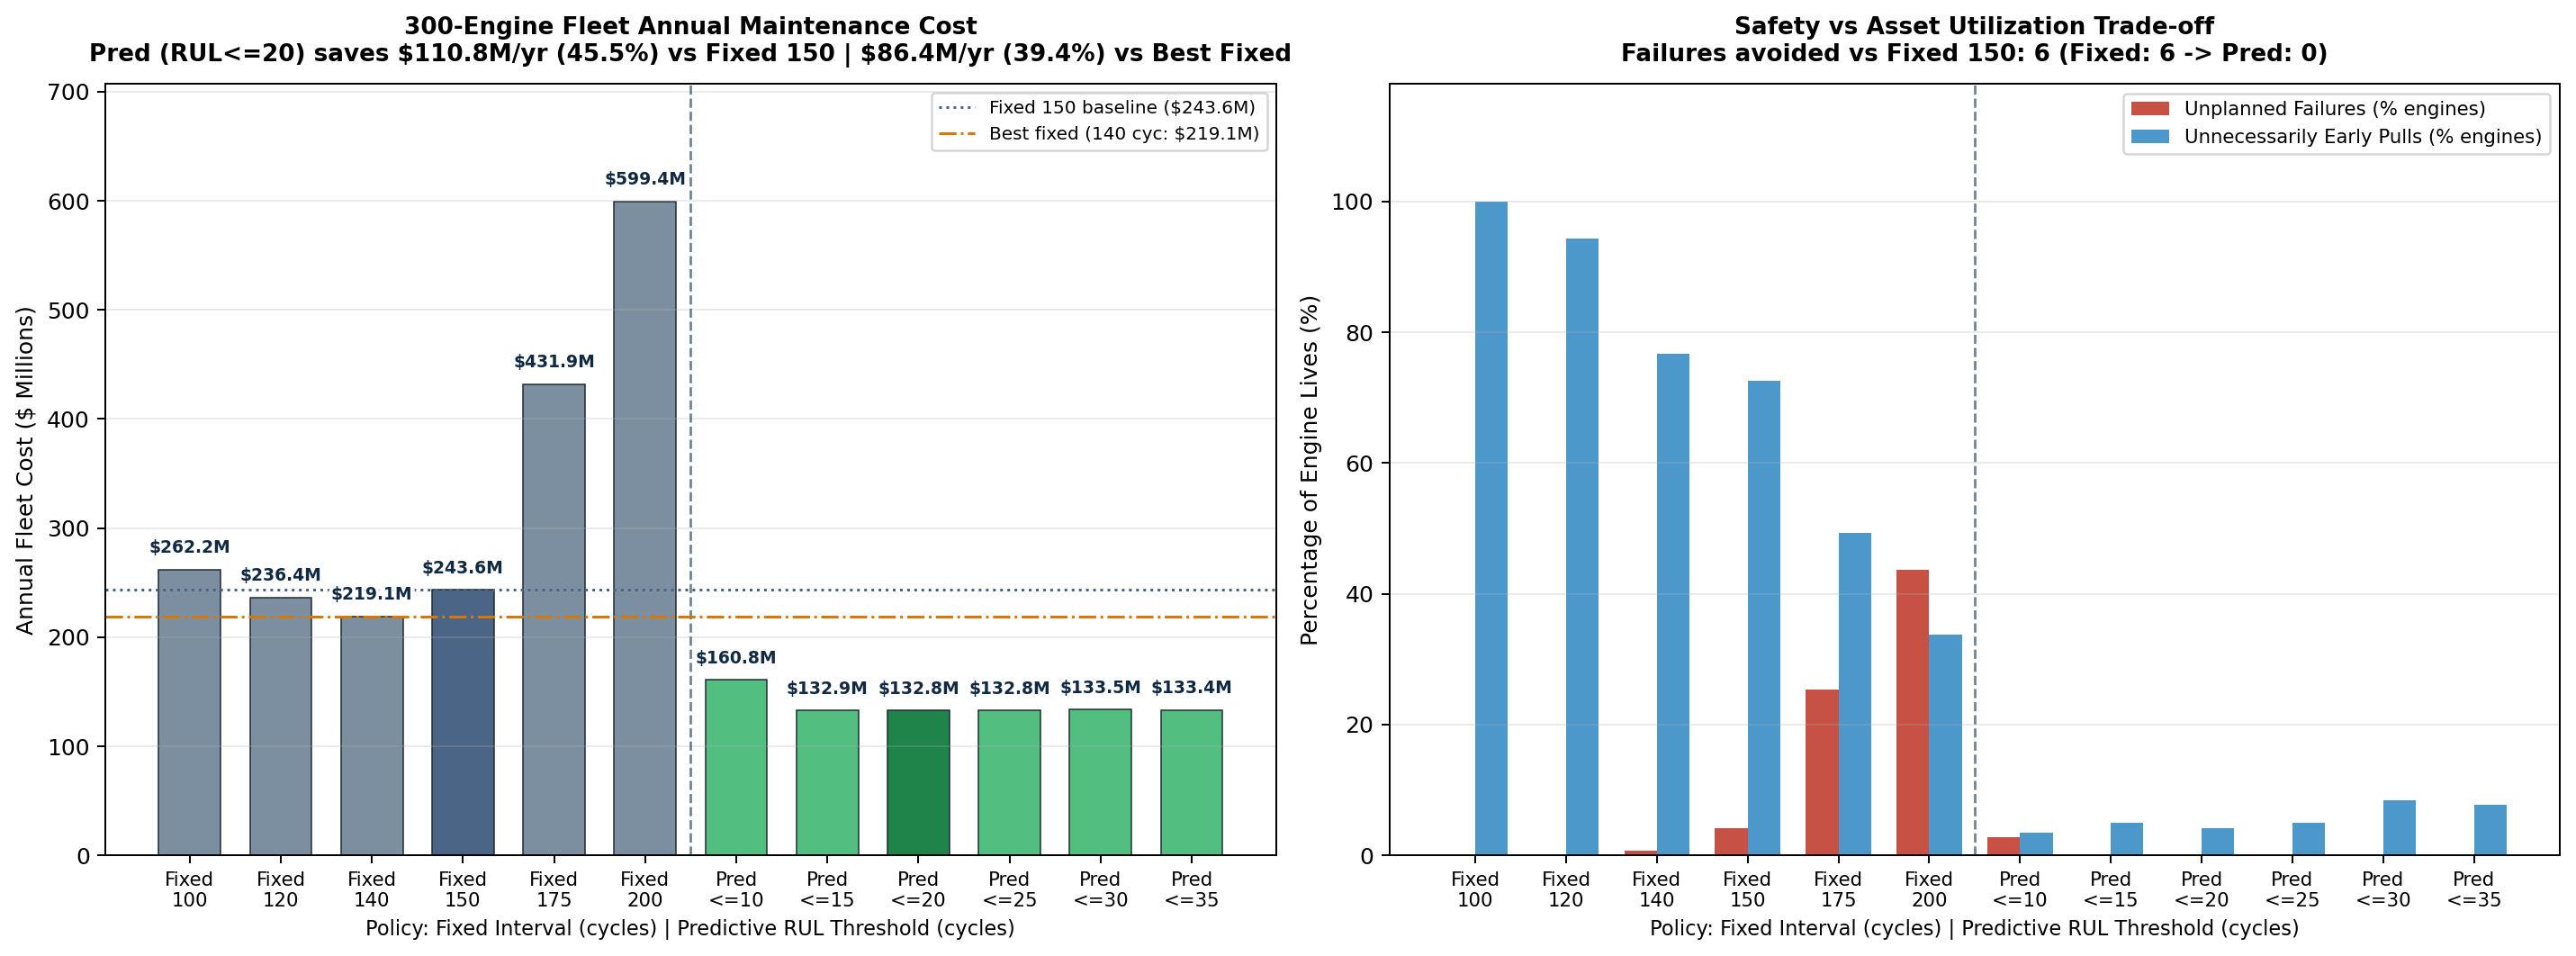 300-Engine Fleet Annual Maintenance Cost
Pred (RUL<=20) saves $110.8M/yr (45.5%) vs Fixed 150 | $86.4M/yr (39.4%) vs Best Fixed
Annual Fleet Cost ($ Millions)
700
600
500
400
300
200
100
0
Fixed 150 baseline ($243.6M)
Best fixed (140 cyc: $219.1M)
$262.2M
$236.4M
$219.1M
$243.6M
$431.9M
$599.4M
$160.8M
$132.9M
$132.8M
$132.8M
$133.5M
$133.4M
Fixed
100
Fixed
120
Fixed
140
Fixed
150
Fixed
175
Fixed
200
Pred
<=10
Pred
<=15
Pred
<=20
Pred
<=25
Pred
<=30
Pred
<=35
Policy: Fixed Interval (cycles) | Predictive RUL Threshold (cycles)
Safety vs Asset Utilization Trade-off
Failures avoided vs Fixed 150: 6 (Fixed: 6 -> Pred: 0)
Percentage of Engine Lives (%)
100
80
60
40
20
0
Unplanned Failures (% engines)
Unnecessarily Early Pulls (% engines)
Fixed
100
Fixed
120
Fixed
140
Fixed
150
Fixed
175
Fixed
200
Pred
<=10
Pred
<=15
Pred
<=20
Pred
<=25
Pred
<=30
Pred
<=35
Policy: Fixed Interval (cycles) | Predictive RUL Threshold (cycles)